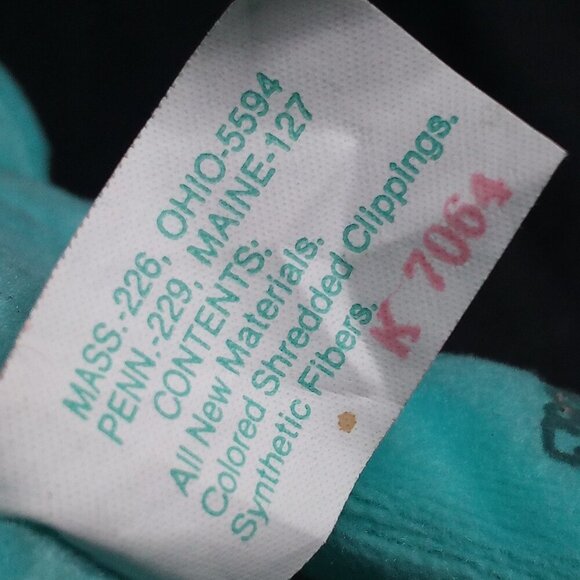 MASS.-226, OHIO-5594
PENN.-229, MAINE-127
CONTENTS:
All New Materials.
Colored Shredded Clippings.
Synthetic Fibers.
K 7064